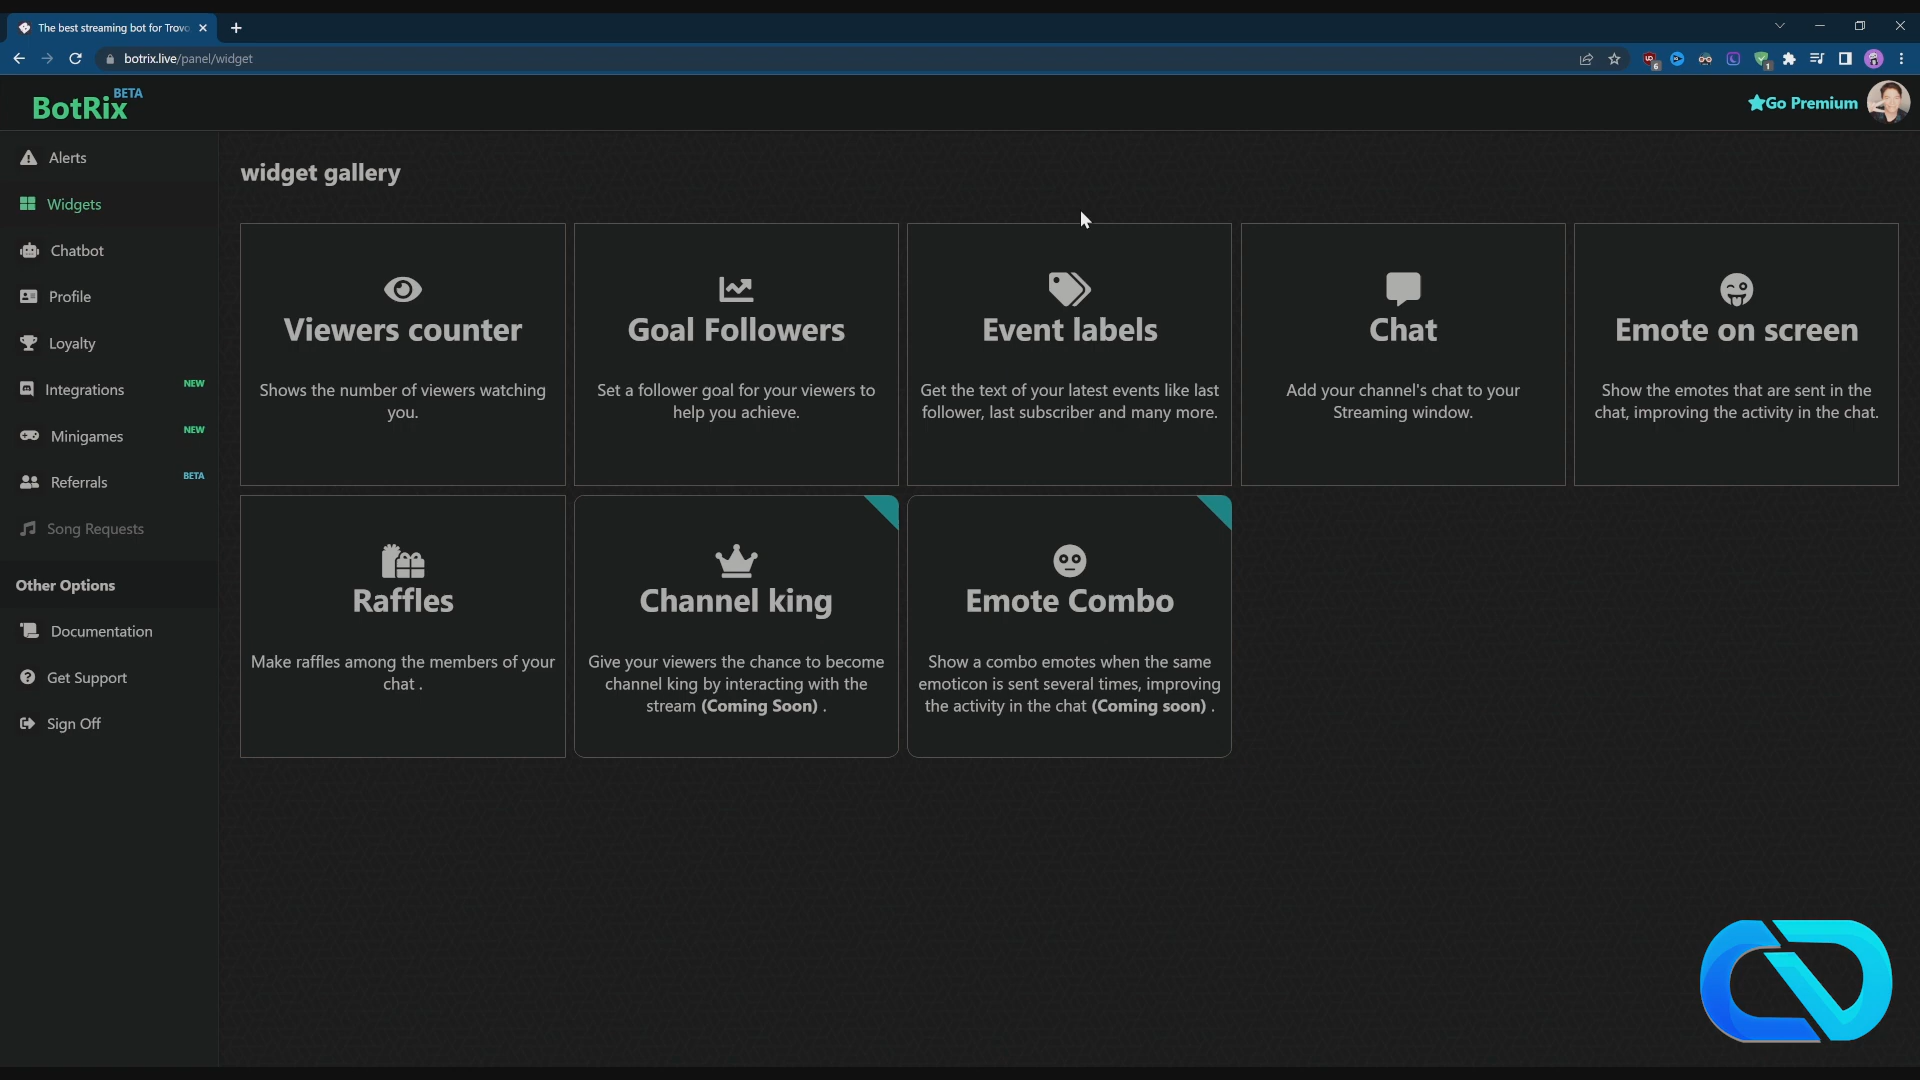 The best streaming bot for Trovo
botrix.live/panel/widget
6
1
BotRix BETA
Go Premium
Alerts
Widgets
Chatbot
Profile
Loyalty
Integrations NEW
Minigames NEW
Referrals BETA
Song Requests
Other Options
Documentation
Get Support
Sign Off
widget gallery
Viewers counter
Shows the number of viewers watching
you.
Goal Followers
Set a follower goal for your viewers to
help you achieve.
Event labels
Get the text of your latest events like last
follower, last subscriber and many more.
Chat
Add your channel's chat to your
Streaming window.
Emote on screen
Show the emotes that are sent in the
chat, improving the activity in the chat.
Raffles
Make raffles among the members of your
chat .
Channel king
Give your viewers the chance to become
channel king by interacting with the
stream (Coming Soon) .
Emote Combo
Show a combo emotes when the same
emoticon is sent several times, improving
the activity in the chat (Coming soon) .